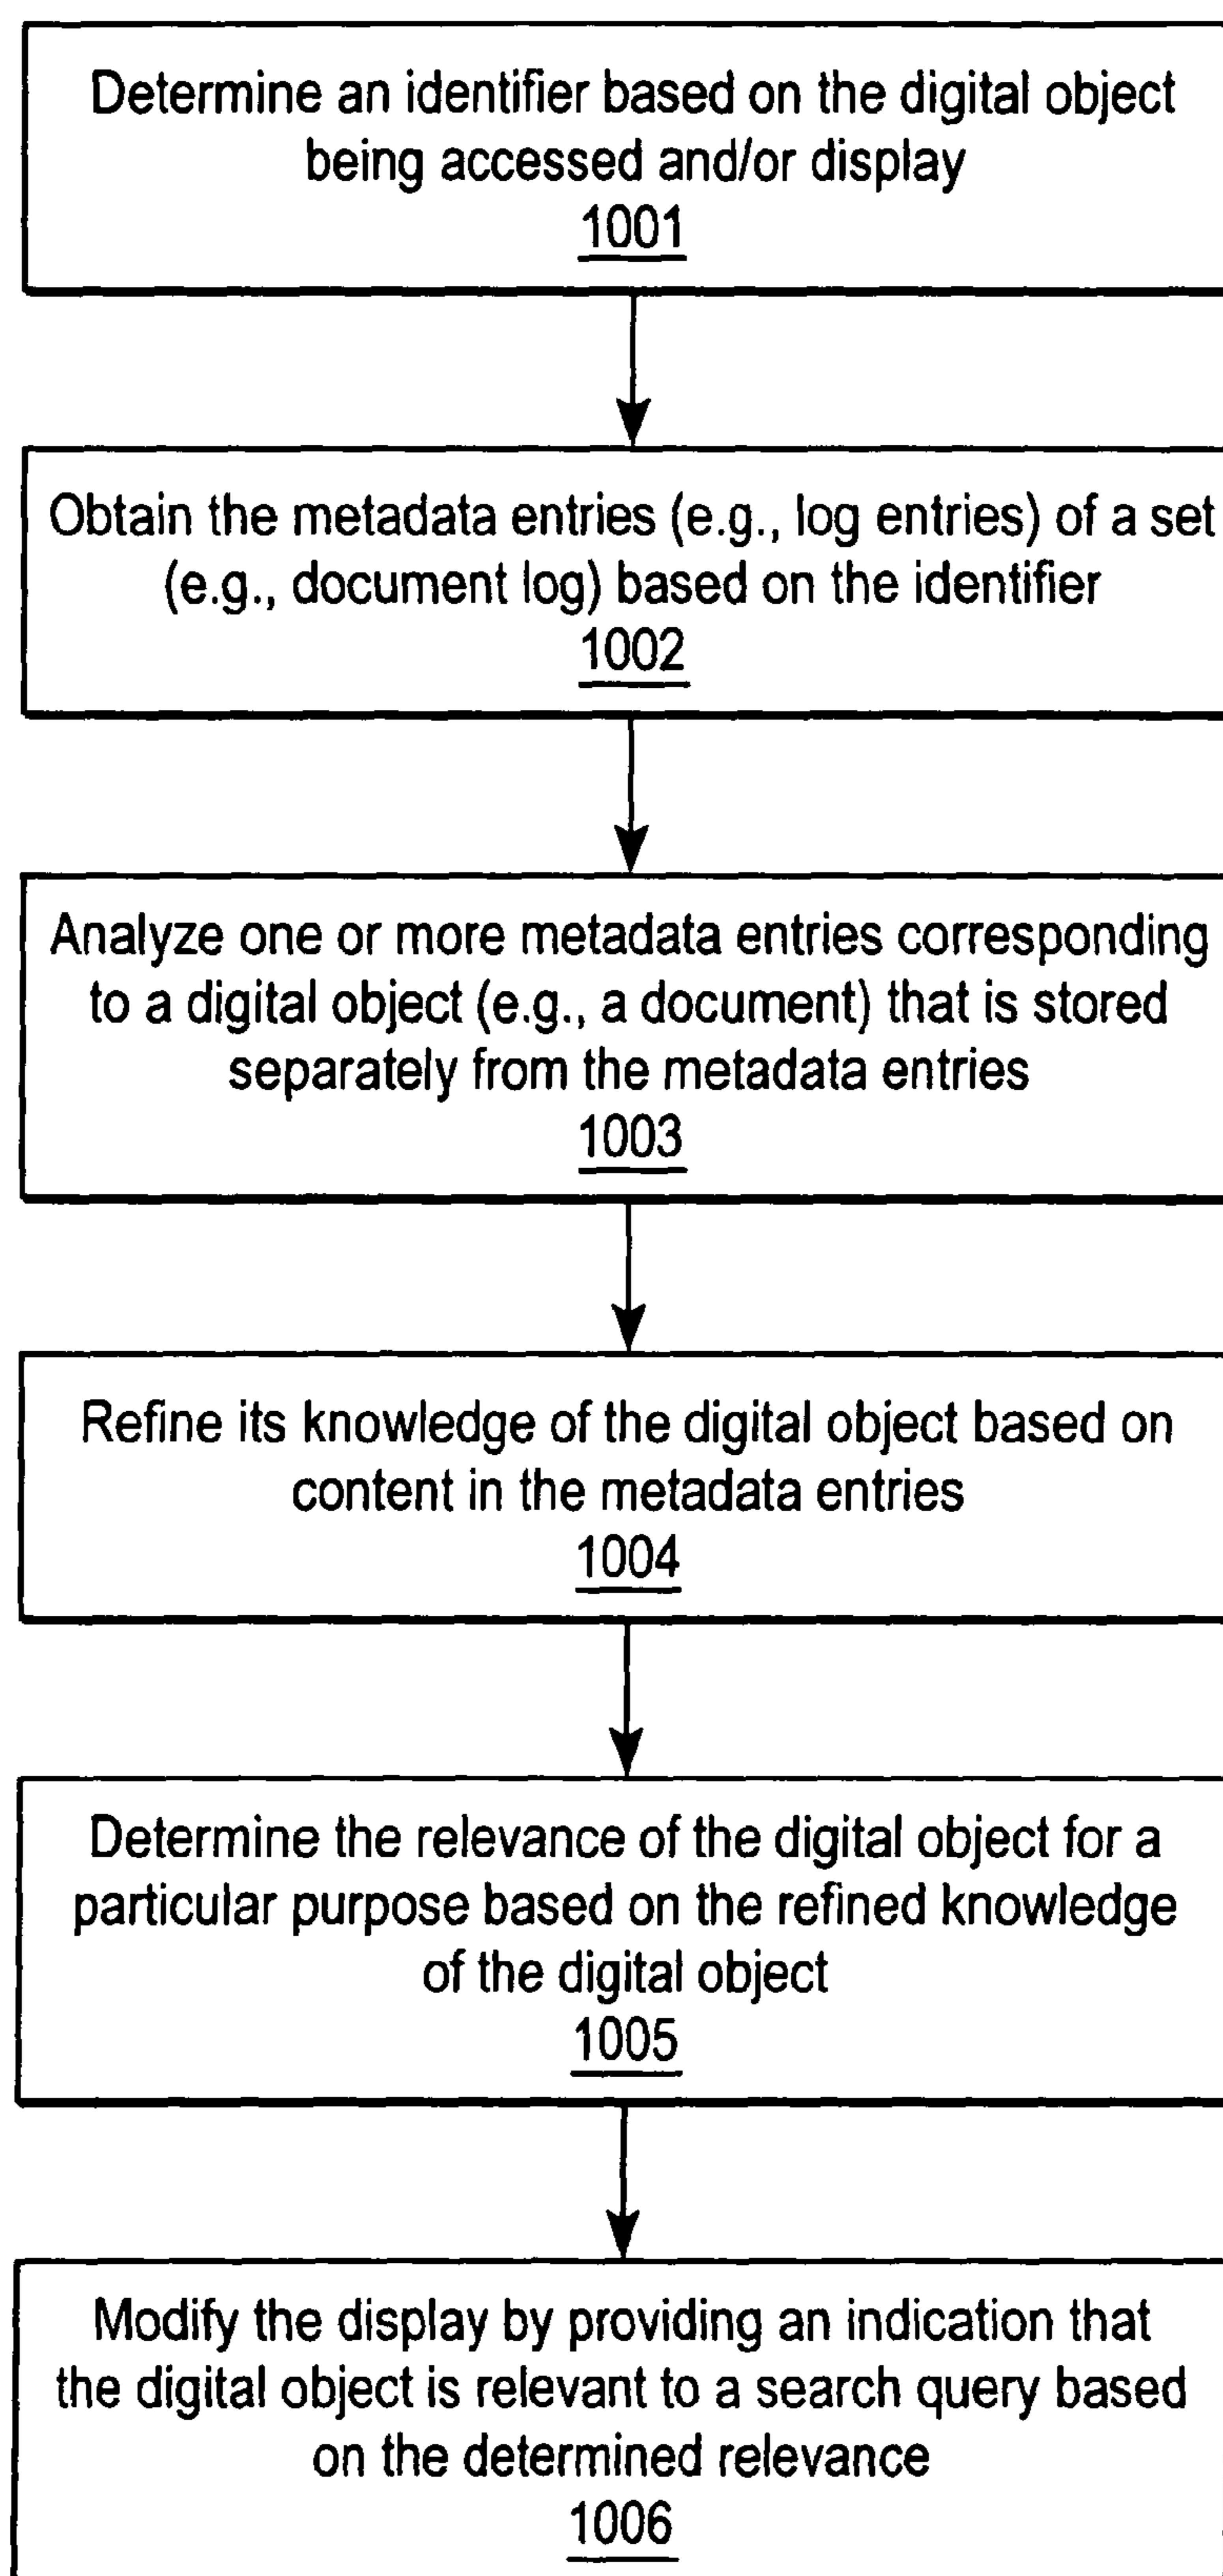 Determine an identifier based on the digital object
being accessed and/or display
1001
Obtain the metadata entries (e.g., log entries) of a set
(e.g., document log) based on the identifier
1002
Analyze one or more metadata entries corresponding
to a digital object (e.g., a document) that is stored
separately from the metadata entries
1003
Refine its knowledge of the digital object based on
content in the metadata entries
1004
Determine the relevance of the digital object for a
particular purpose based on the refined knowledge
of the digital object
1005
Modify the display by providing an indication that
the digital object is relevant to a search query based
on the determined relevance
1006